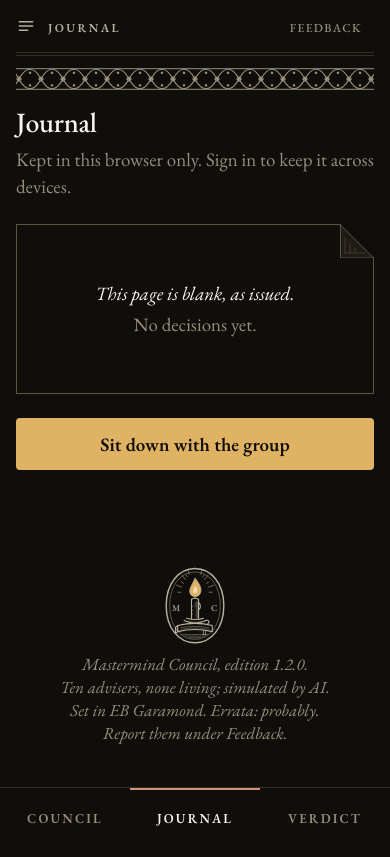 JOURNAL
FEEDBACK
Journal
Kept in this browser only. Sign in to keep it across
devices.
This page is blank, as issued.
No decisions yet.
Sit down with the group
M C
Mastermind Council, edition 1.2.0.
Ten advisers, none living; simulated by AI.
Set in EB Garamond. Errata: probably.
Report them under Feedback.
COUNCIL
JOURNAL
VERDICT